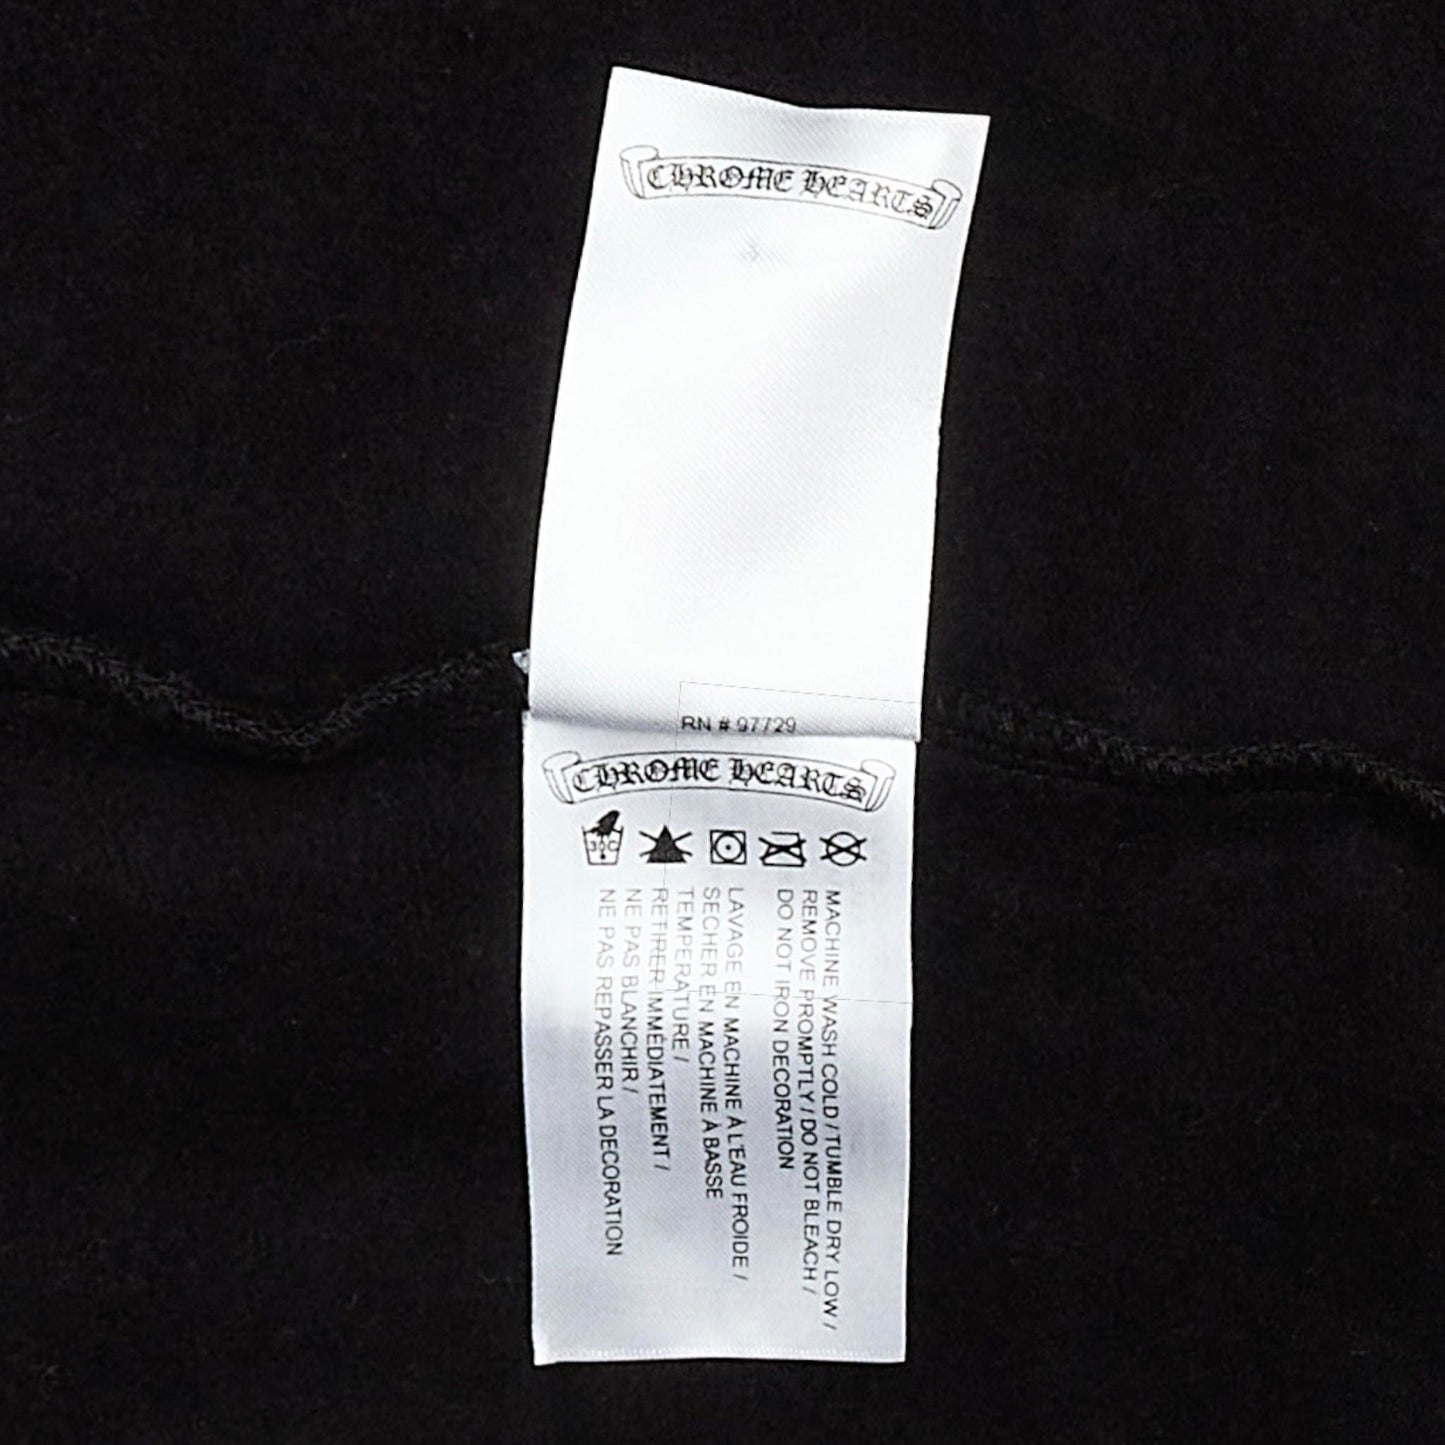 CHROME HEARTS
RN # 97729
CHROME HEARTS
30C
MACHINE WASH COLD / TUMBLE DRY LOW /
REMOVE PROMPTLY / DO NOT BLEACH /
DO NOT IRON DECORATION
LAVAGE EN MACHINE À L'EAU FROIDE /
SECHER EN MACHINE À BASSE
TEMPERATURE /
RETIRER IMMÉDIATEMENT /
NE PAS BLANCHIR /
NE PAS REPASSER LA DECORATION